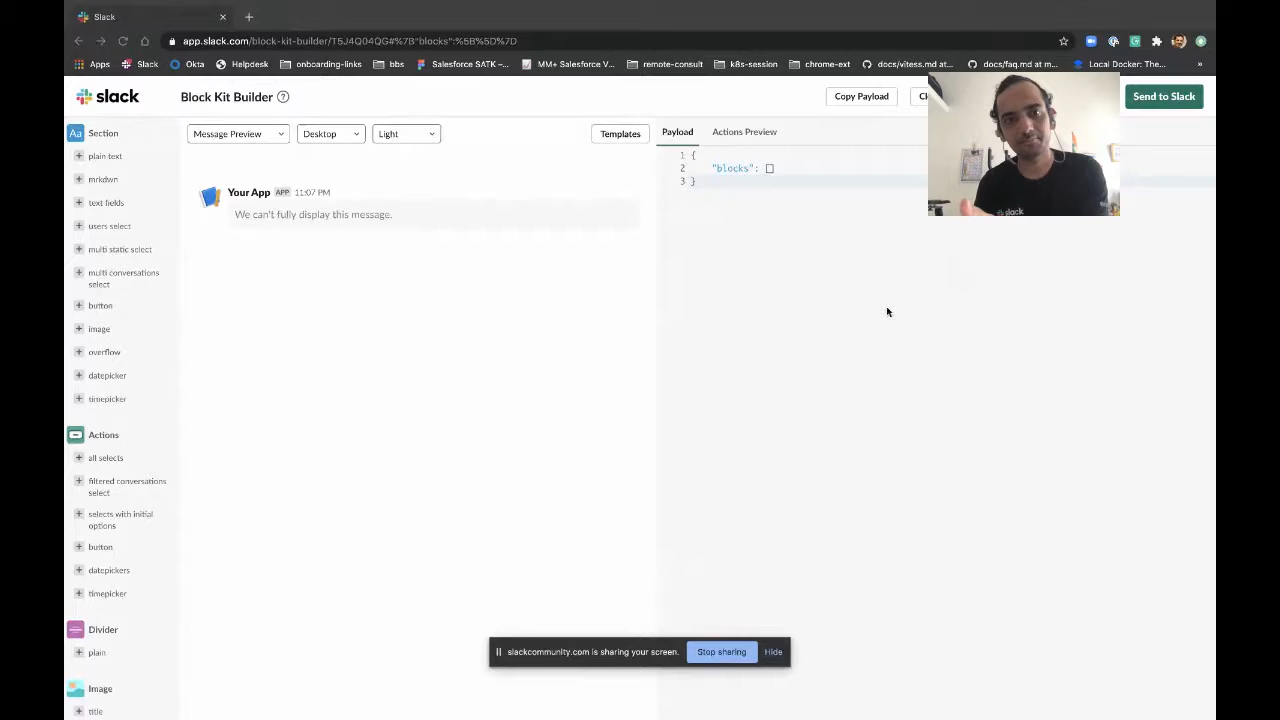 Slack
app.slack.com/block-kit-builder/T5J4Q04QG#%7B"blocks":%5B%5D%7D
Apps Slack Okta Helpdesk onboarding-links bbs Salesforce SATK –... MM+ Salesforce V... remote-consult k8s-session chrome-ext docs/vitess.md at... docs/faq.md at m... Local Docker: The... »
slack Block Kit Builder ? Copy Payload Send to Slack
Aa Section
Message Preview Desktop Light Templates Payload Actions Preview
+ plain text
+ mrkdwn
+ text fields
+ users select
+ multi static select
+ multi conversations
select
+ button
+ image
+ overflow
+ datepicker
+ timepicker
Actions
+ all selects
+ filtered conversations
select
+ selects with initial
options
+ button
+ datepickers
+ timepicker
Divider
+ plain
Image
+ title
Your App APP 11:07 PM
We can't fully display this message.
1 {
2 "blocks": []
3 }
slack
slackcommunity.com is sharing your screen. Stop sharing Hide